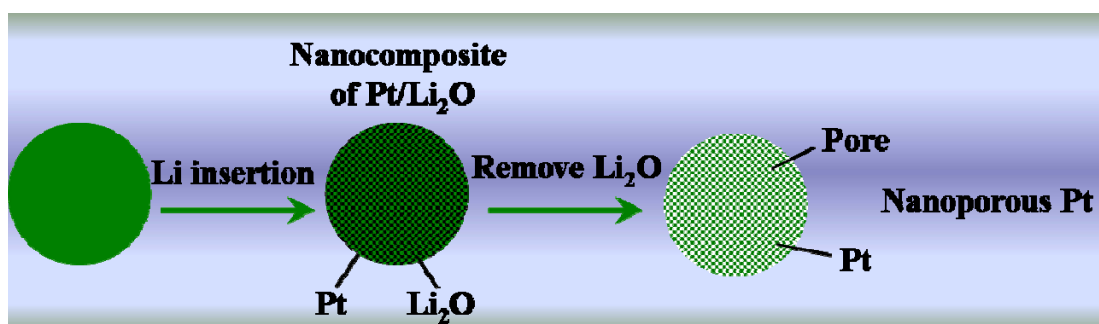 Nanocomposite
of Pt/Li₂O
Li insertion
Remove Li₂O
Pore
Nanoporous Pt
Pt
Pt
Li₂O